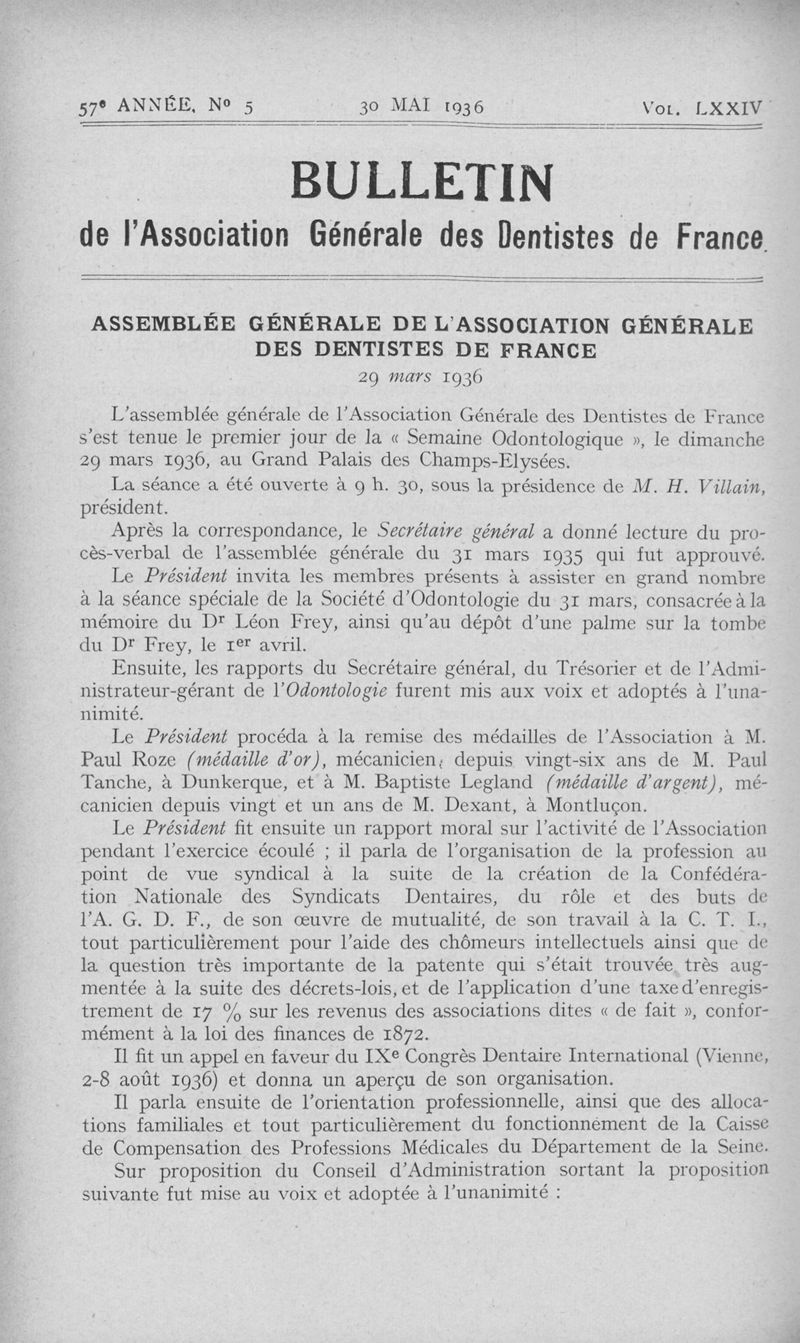 57e ANNÉE, No 5 30 MAI 1936 VOL. LXXIV
BULLETIN
de l'Association Générale des Dentistes de France
ASSEMBLÉE GÉNÉRALE DE L'ASSOCIATION GÉNÉRALE
DES DENTISTES DE FRANCE
29 mars 1936
L'assemblée générale de l'Association Générale des Dentistes de France
s'est tenue le premier jour de la « Semaine Odontologique », le dimanche
29 mars 1936, au Grand Palais des Champs-Elysées.
La séance a été ouverte à 9 h. 30, sous la présidence de M. H. Villain,
président.
Après la correspondance, le Secrétaire général a donné lecture du pro-
cès-verbal de l'assemblée générale du 31 mars 1935 qui fut approuvé.
Le Président invita les membres présents à assister en grand nombre
à la séance spéciale de la Société d'Odontologie du 31 mars, consacrée à la
mémoire du Dr Léon Frey, ainsi qu'au dépôt d'une palme sur la tombe
du Dr Frey, le 1er avril.
Ensuite, les rapports du Secrétaire général, du Trésorier et de l'Admi-
nistrateur-gérant de l'Odontologie furent mis aux voix et adoptés à l'una-
nimité.
Le Président procéda à la remise des médailles de l'Association à M.
Paul Roze (médaille d'or), mécanicien, depuis vingt-six ans de M. Paul
Tanche, à Dunkerque, et à M. Baptiste Legland (médaille d'argent), mé-
canicien depuis vingt et un ans de M. Dexant, à Montluçon.
Le Président fit ensuite un rapport moral sur l'activité de l'Association
pendant l'exercice écoulé ; il parla de l'organisation de la profession au
point de vue syndical à la suite de la création de la Confédéra-
tion Nationale des Syndicats Dentaires, du rôle et des buts de
l'A. G. D. F., de son œuvre de mutualité, de son travail à la C. T. I.,
tout particulièrement pour l'aide des chômeurs intellectuels ainsi que de
la question très importante de la patente qui s'était trouvée très aug-
mentée à la suite des décrets-lois, et de l'application d'une taxe d'enregis-
trement de 17 % sur les revenus des associations dites « de fait », confor-
mément à la loi des finances de 1872.
Il fit un appel en faveur du IXe Congrès Dentaire International (Vienne,
2-8 août 1936) et donna un aperçu de son organisation.
Il parla ensuite de l'orientation professionnelle, ainsi que des alloca-
tions familiales et tout particulièrement du fonctionnement de la Caisse
de Compensation des Professions Médicales du Département de la Seine.
Sur proposition du Conseil d'Administration sortant la proposition
suivante fut mise au voix et adoptée à l'unanimité :